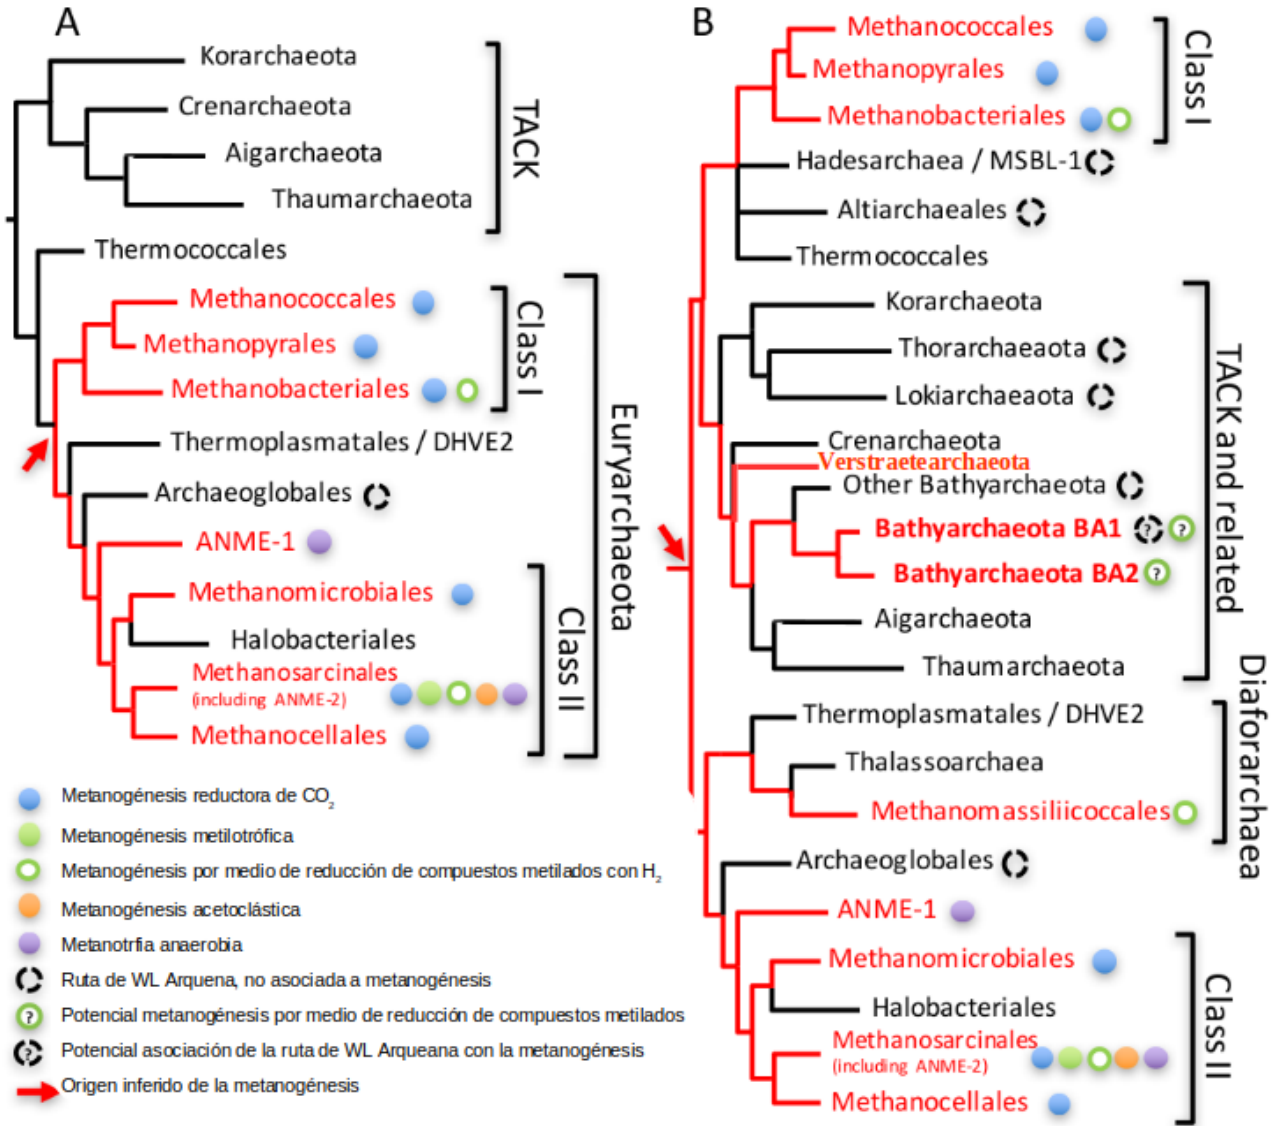 A
Korarchaeota
Crenarchaeota
Aigarchaeota
Thaumarchaeota
TACK
Thermococcales
Methanococcales
Methanopyrales
Methanobacteriales
Class I
Thermoplasmatales / DHVE2
Archaeoglobales
ANME-1
Methanomicrobiales
Halobacteriales
Methanosarcinales
(including ANME-2)
Methanocellales
Class II
Euryarchaeota
Metanogénesis reductora de CO₂
Metanogénesis metilotrófica
Metanogénesis por medio de reducción de compuestos metilados con H₂
Metanogénesis acetoclástica
Metanotrfia anaerobia
Ruta de WL Arquena, no asociada a metanogénesis
? Potencial metanogénesis por medio de reducción de compuestos metilados
? Potencial asociación de la ruta de WL Arqueana con la metanogénesis
Origen inferido de la metanogénesis
B
Methanococcales
Methanopyrales
Methanobacteriales
Class I
Hadesarchaea / MSBL-1
Altiarchaeales
Thermococcales
Korarchaeota
Thorarchaeaota
Lokiarchaeaota
Crenarchaeota
Verstraetearchaeota
Other Bathyarchaeota
Bathyarchaeota BA1 ? ?
Bathyarchaeota BA2 ?
Aigarchaeota
Thaumarchaeota
TACK and related
Thermoplasmatales / DHVE2
Thalassoarchaea
Methanomassiliicoccales
Diaforarchaea
Archaeoglobales
ANME-1
Methanomicrobiales
Halobacteriales
Methanosarcinales
(including ANME-2)
Methanocellales
Class II